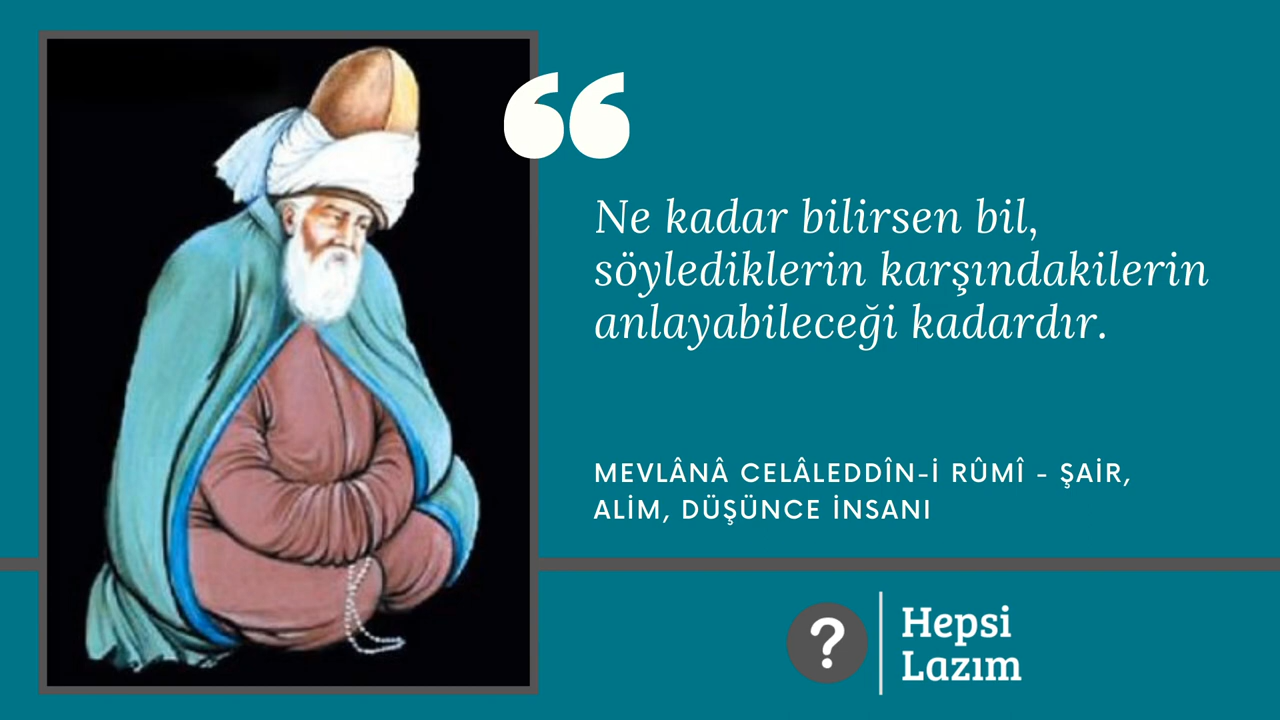 “
Ne kadar bilirsen bil,
söylediklerin karşındakilerin
anlayabileceği kadardır.
MEVLÂNÂ CELÂLEDDÎN-İ RÛMÎ - ŞAİR,
ALİM, DÜŞÜNCE İNSANI
?
Hepsi
Lazım